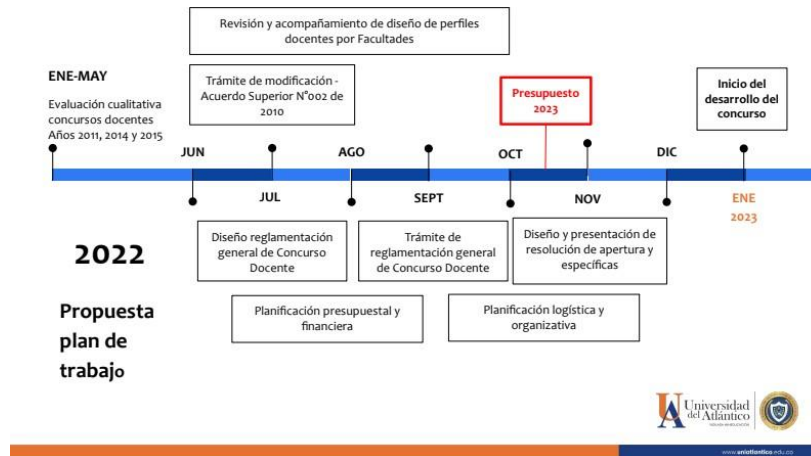 Revisión y acompañamiento de diseño de perfiles
docentes por Facultades
ENE-MAY
Evaluación cualitativa
concursos docentes
Años 2011, 2014 y 2015
Trámite de modificación -
Acuerdo Superior N°002 de
2010
Presupuesto
2023
Inicio del
desarrollo del
concurso
JUN
AGO
OCT
DIC
JUL
SEPT
NOV
ENE
2023
2022
Propuesta
plan de
trabajo
Diseño reglamentación
general de Concurso
Docente
Trámite de
reglamentación general
de Concurso Docente
Diseño y presentación de
resolución de apertura y
específicas
Planificación presupuestal y
financiera
Planificación logística y
organizativa
Universidad
del Atlántico